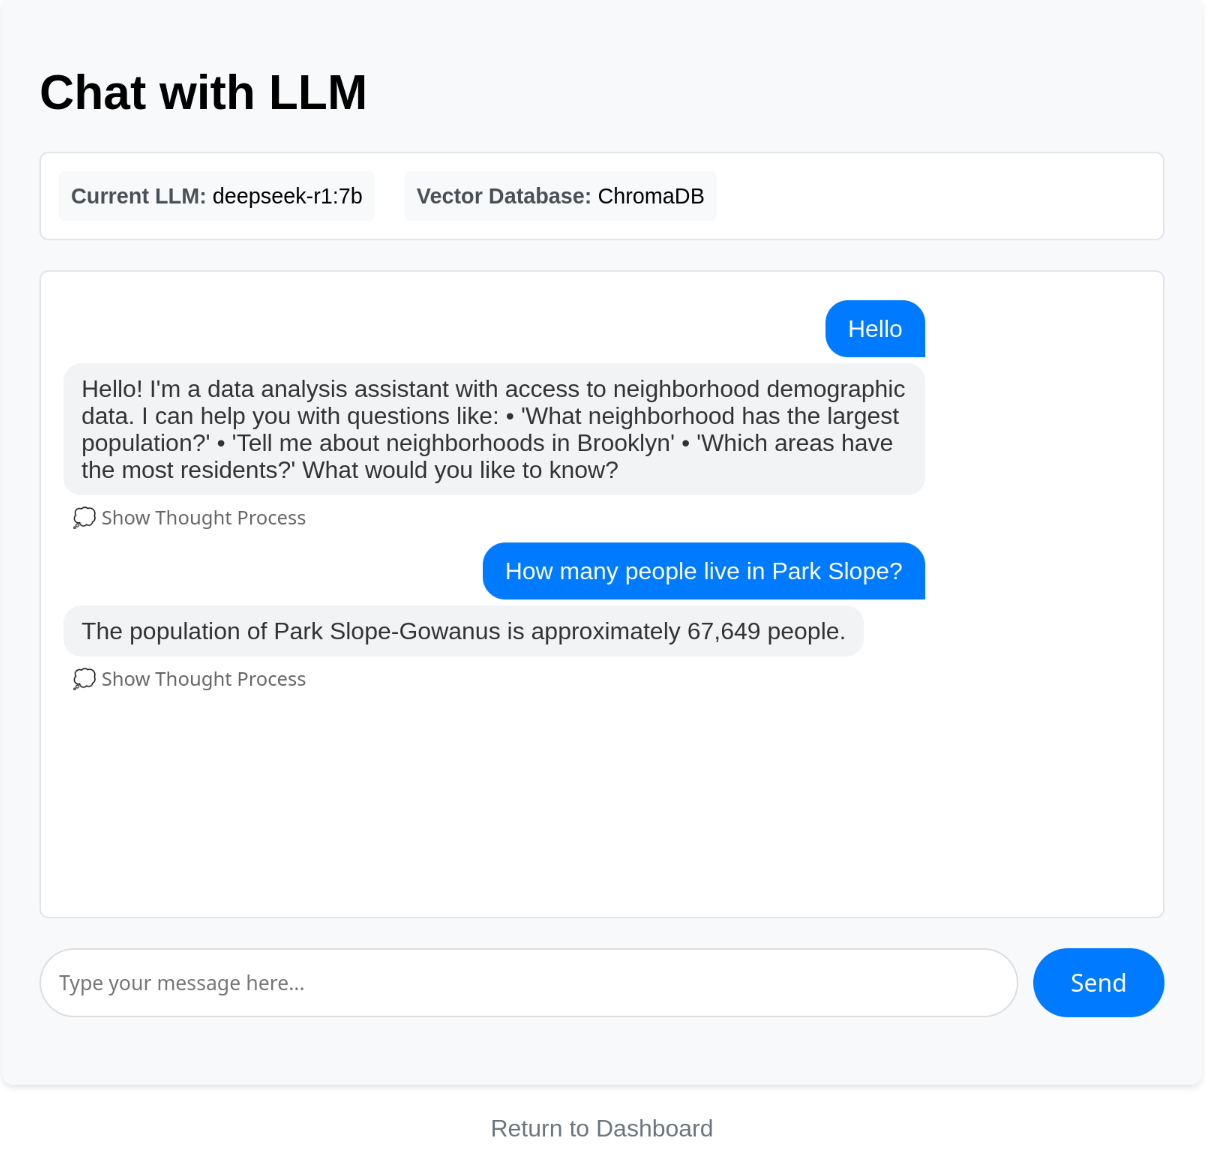 Chat with LLM
Current LLM: deepseek-r1:7b Vector Database: ChromaDB
Hello
Hello! I'm a data analysis assistant with access to neighborhood demographic
data. I can help you with questions like: • 'What neighborhood has the largest
population?' • 'Tell me about neighborhoods in Brooklyn' • 'Which areas have
the most residents?' What would you like to know?
Show Thought Process
How many people live in Park Slope?
The population of Park Slope-Gowanus is approximately 67,649 people.
Show Thought Process
Type your message here...
Send
Return to Dashboard